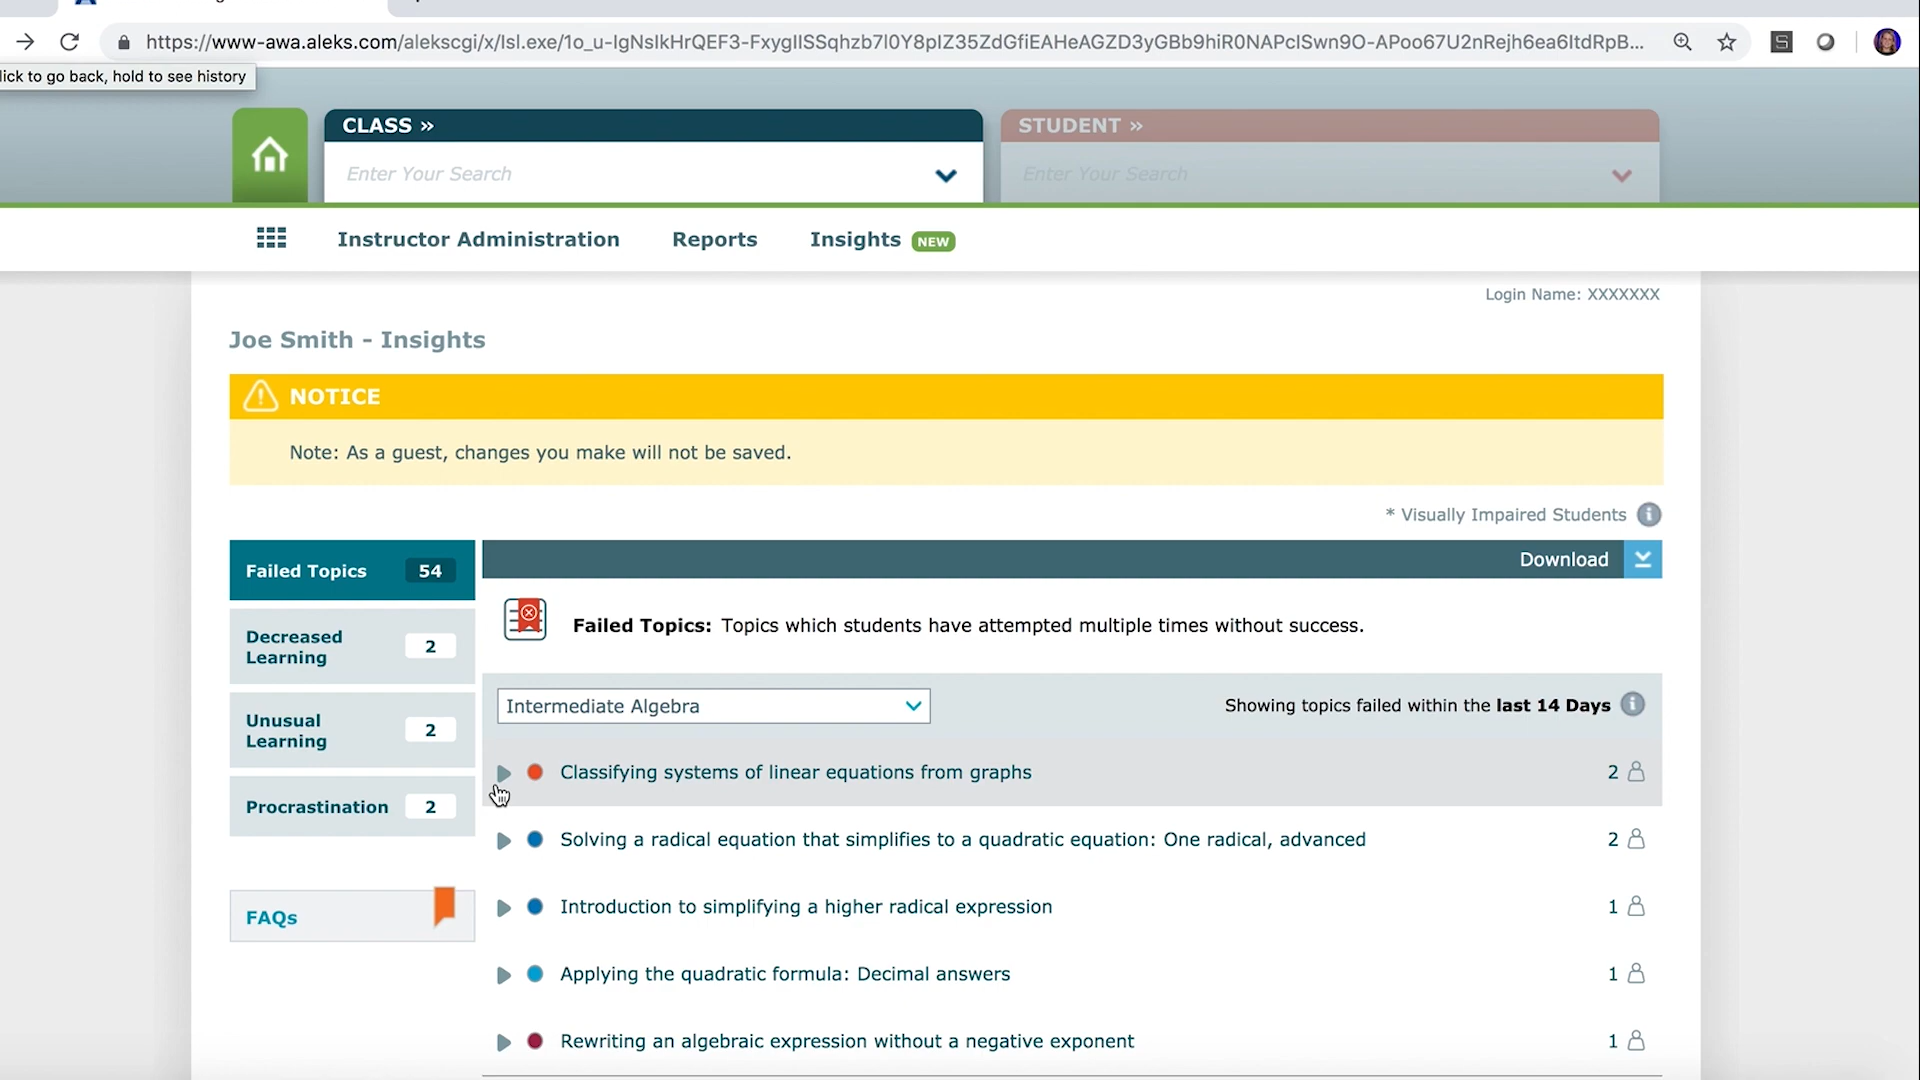 https://www-awa.aleks.com/alekscgi/x/Isl.exe/1o_u-IgNsIkHrQEF3-FxygIISSqhzb7l0Y8pIZ35ZdGfiEAHeAGZD3yGBb9hiR0NAPcISwn9O-APoo67U2nRejh6ea6ItdRpB...
lick to go back, hold to see history
CLASS »
STUDENT »
Enter Your Search
Enter Your Search
Instructor Administration
Reports
Insights NEW
Login Name: XXXXXXX
Joe Smith - Insights
NOTICE
Note: As a guest, changes you make will not be saved.
* Visually Impaired Students i
Failed Topics 54
Download
Decreased
Learning 2
Failed Topics: Topics which students have attempted multiple times without success.
Unusual
Learning 2
Intermediate Algebra
Showing topics failed within the last 14 Days i
Procrastination 2
FAQs
Classifying systems of linear equations from graphs 2
Solving a radical equation that simplifies to a quadratic equation: One radical, advanced 2
Introduction to simplifying a higher radical expression 1
Applying the quadratic formula: Decimal answers 1
Rewriting an algebraic expression without a negative exponent 1